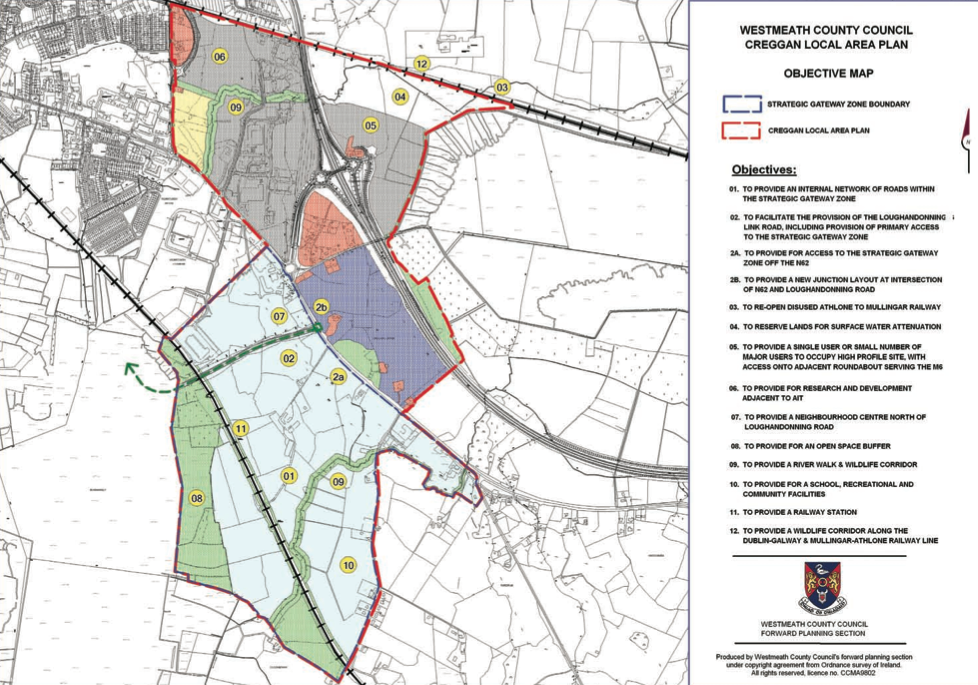 WESTMEATH COUNTY COUNCIL
CREGGAN LOCAL AREA PLAN
OBJECTIVE MAP
STRATEGIC GATEWAY ZONE BOUNDARY
CREGGAN LOCAL AREA PLAN
Objectives:
01. TO PROVIDE AN INTERNAL NETWORK OF ROADS WITHIN
THE STRATEGIC GATEWAY ZONE
02. TO FACILITATE THE PROVISION OF THE LOUGHANDONNING
LINK ROAD, INCLUDING PROVISION OF PRIMARY ACCESS
TO THE STRATEGIC GATEWAY ZONE
2A. TO PROVIDE FOR ACCESS TO THE STRATEGIC GATEWAY
ZONE OFF THE N62
2B. TO PROVIDE A NEW JUNCTION LAYOUT AT INTERSECTION
OF N62 AND LOUGHANDONNING ROAD
03. TO RE-OPEN DISUSED ATHLONE TO MULLINGAR RAILWAY
04. TO RESERVE LANDS FOR SURFACE WATER ATTENUATION
05. TO PROVIDE A SINGLE USER OR SMALL NUMBER OF
MAJOR USERS TO OCCUPY HIGH PROFILE SITE, WITH
ACCESS ONTO ADJACENT ROUNDABOUT SERVING THE M6
06. TO PROVIDE FOR RESEARCH AND DEVELOPMENT
ADJACENT TO AIT
07. TO PROVIDE A NEIGHBOURHOOD CENTRE NORTH OF
LOUGHANDONNING ROAD
08. TO PROVIDE FOR AN OPEN SPACE BUFFER
09. TO PROVIDE A RIVER WALK & WILDLIFE CORRIDOR
10. TO PROVIDE FOR A SCHOOL, RECREATIONAL AND
COMMUNITY FACILITIES
11. TO PROVIDE A RAILWAY STATION
12. TO PROVIDE A WILDLIFE CORRIDOR ALONG THE
DUBLIN-GALWAY & MULLINGAR-ATHLONE RAILWAY LINE
WESTMEATH COUNTY COUNCIL
FORWARD PLANNING SECTION
Produced by Westmeath County Council's forward planning section
under copyright agreement from Ordnance survey of Ireland.
All rights reserved, licence no. CCMA9802
N
06
12
03
04
09
05
2b
07
02
2a
11
01
09
08
10